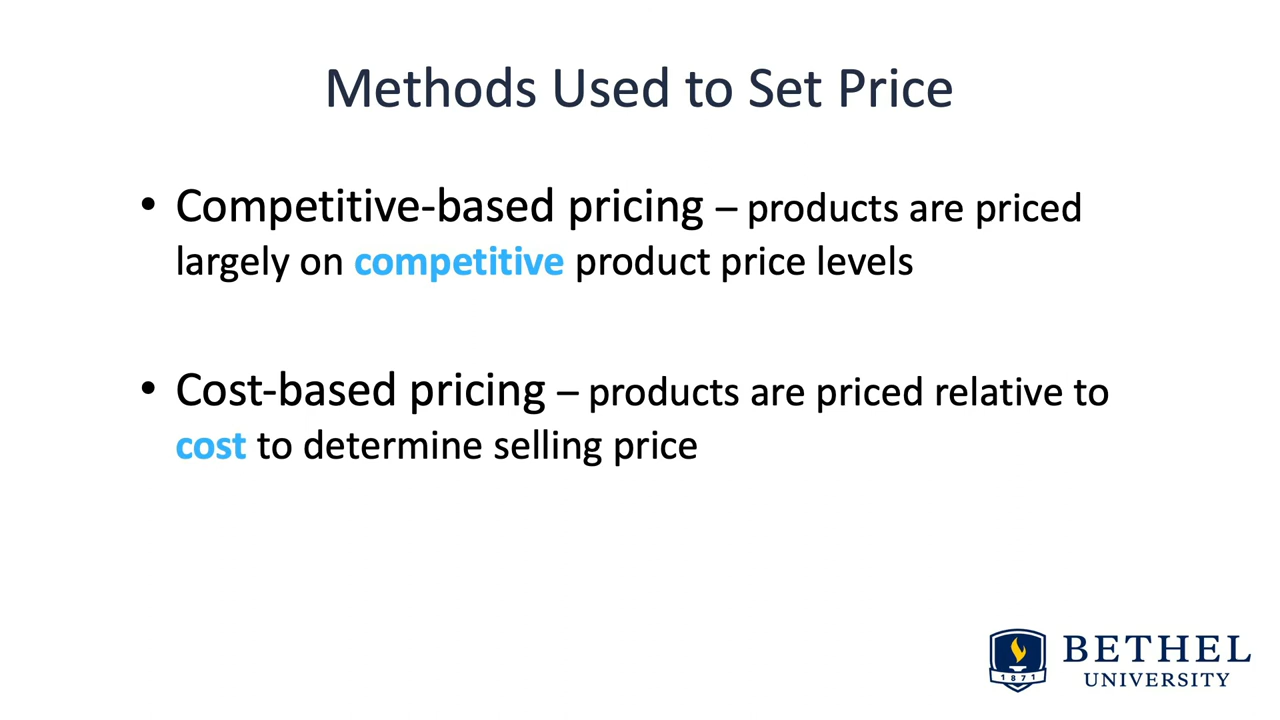 Methods Used to Set Price
• Competitive-based pricing – products are priced
largely on competitive product price levels
• Cost-based pricing – products are priced relative to
cost to determine selling price
1871
BETHEL
UNIVERSITY